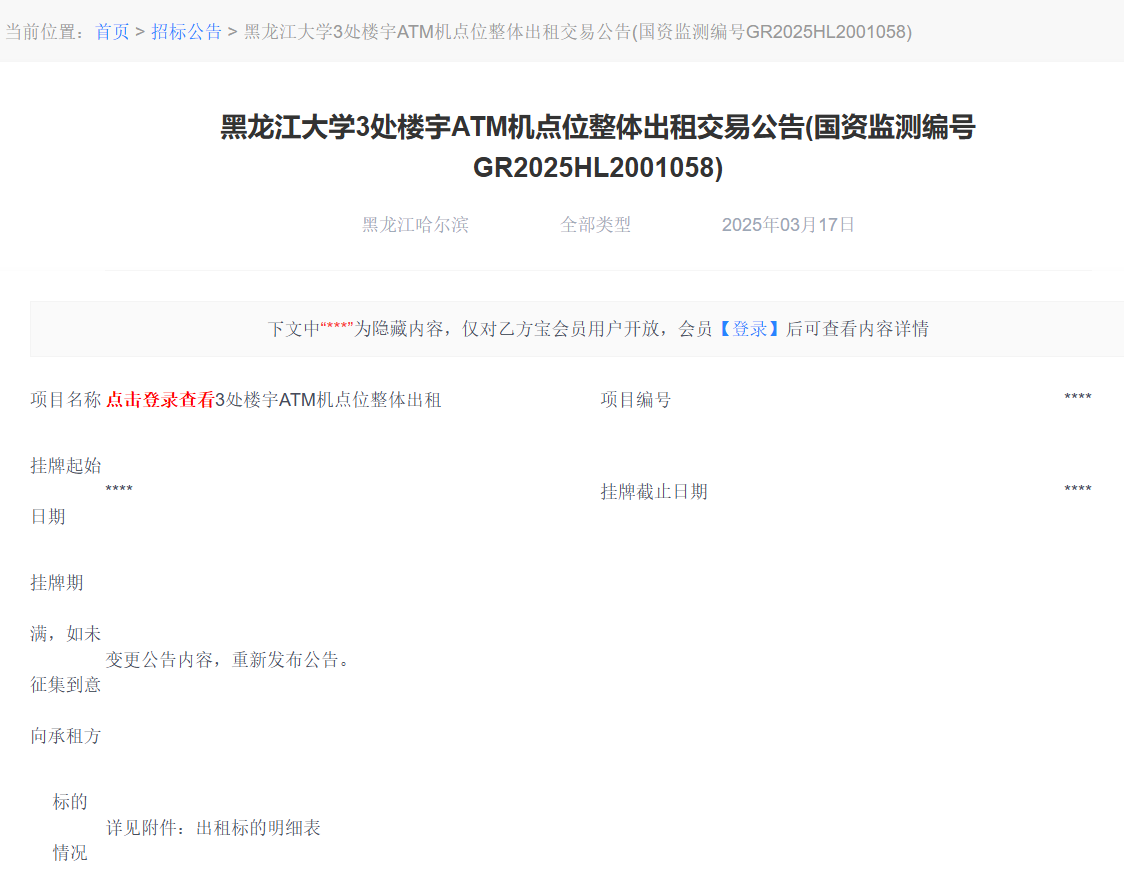 当前位置：首页 > 招标公告 > 黑龙江大学3处楼宇ATM机点位整体出租交易公告(国资监测编号GR2025HL2001058)
黑龙江大学3处楼宇ATM机点位整体出租交易公告(国资监测编号
GR2025HL2001058)
黑龙江哈尔滨 全部类型 2025年03月17日
下文中“***”为隐藏内容，仅对乙方宝会员用户开放，会员【登录】后可查看内容详情
项目名称 点击登录查看3处楼宇ATM机点位整体出租 项目编号 ****
挂牌起始
日期
**** 挂牌截止日期 ****
挂牌期
满，如未
征集到意
向承租方
变更公告内容，重新发布公告。
标的
情况
详见附件：出租标的明细表